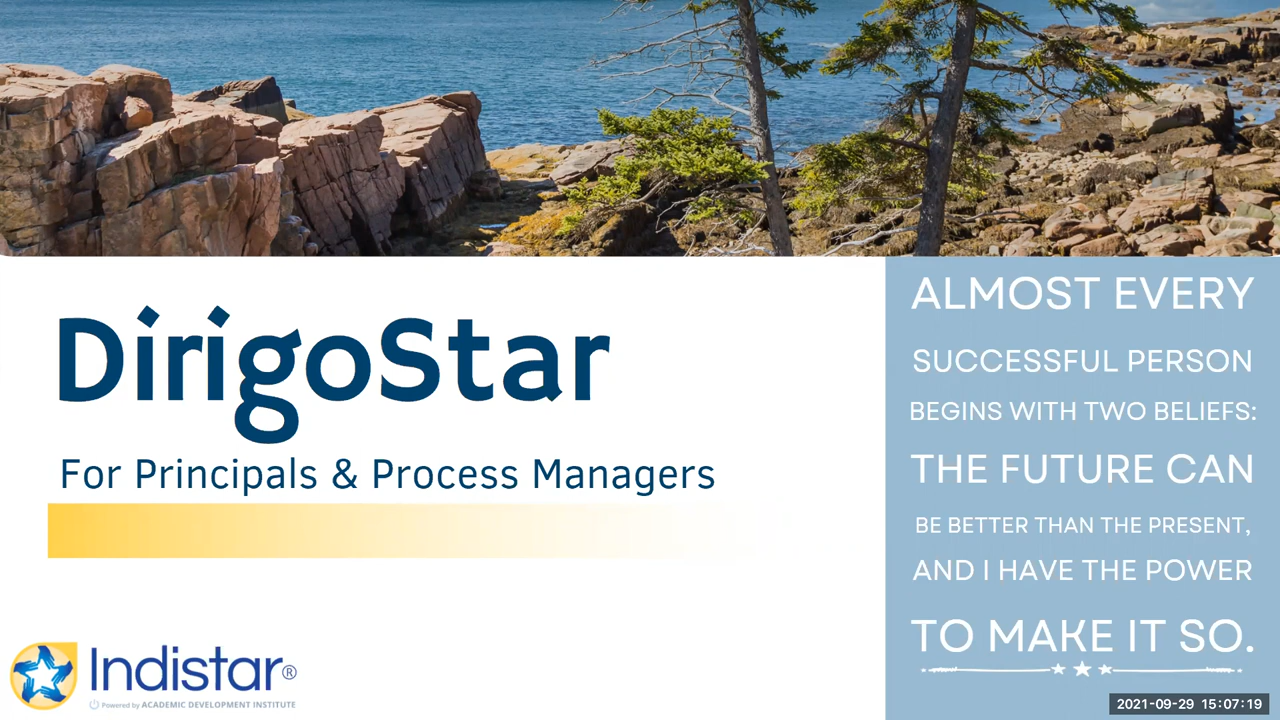 DirigoStar
For Principals & Process Managers
Indistar®
Powered by ACADEMIC DEVELOPMENT INSTITUTE
ALMOST EVERY
SUCCESSFUL PERSON
BEGINS WITH TWO BELIEFS:
THE FUTURE CAN
BE BETTER THAN THE PRESENT,
AND I HAVE THE POWER
TO MAKE IT SO.
2021-09-29 15:07:19